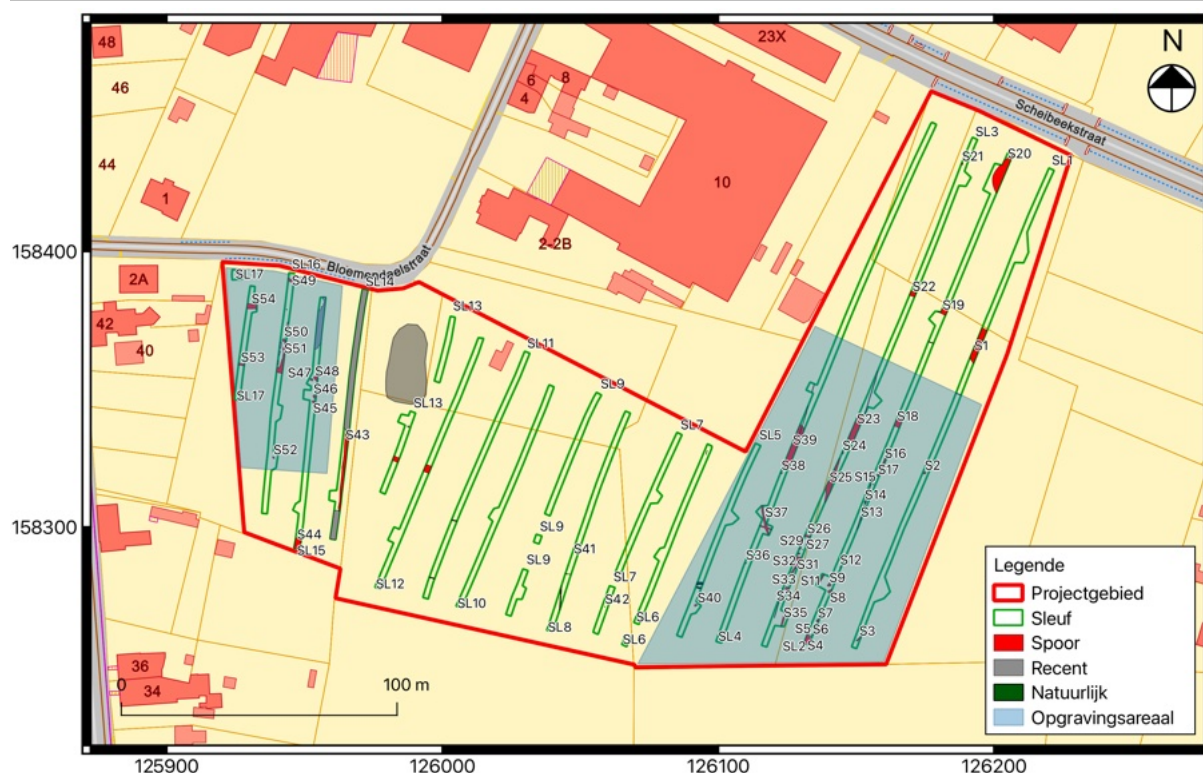 48
46
44
1
2A
42
40
36
34
6
8
4
23X
10
2-2B
N
Scheibeekstraat
Bloemendaelstraat
SL3
S21
S20
SL1
SL16
SL17
S49
SL14
S54
SL13
S22
S19
S1
S50
S51
S53
S47
S48
S46
S45
SL17
SL11
SL9
SL7
SL13
S43
S52
S44
SL15
SL5
S39
S38
S23
S24
S18
S16
S17
S25
S15
S14
S13
S2
S37
S26
S29
S27
S36
S32
S31
S12
S33
S11
S9
S34
S8
S35
S7
S5
S6
S3
SL2
S4
SL4
S40
SL9
SL9
S41
SL7
S42
SL6
SL6
SL8
SL10
SL12
158400
158300
125900
126000
126100
126200
0
100 m
Legende
Projectgebied
Sleuf
Spoor
Recent
Natuurlijk
Opgravingsareaal